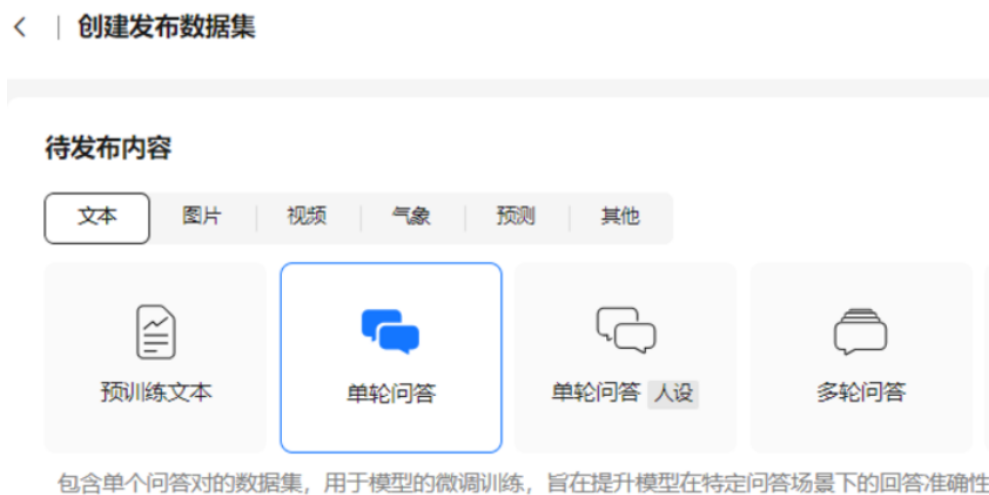 创建发布数据集
待发布内容
文本 图片 视频 气象 预测 其他
预训练文本 单轮问答 单轮问答 人设 多轮问答
包含单个问答对的数据集，用于模型的微调训练，旨在提升模型在特定问答场景下的回答准确性